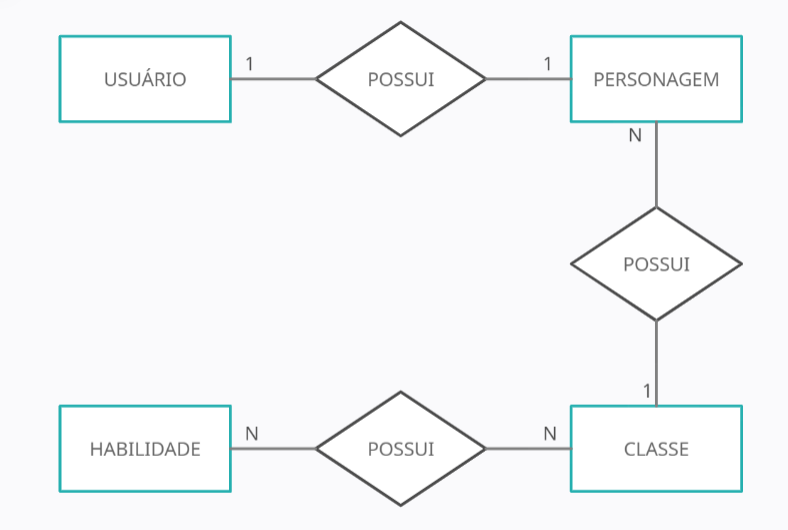 USUÁRIO
1
POSSUI
1
PERSONAGEM
N
POSSUI
1
HABILIDADE
N
POSSUI
N
CLASSE